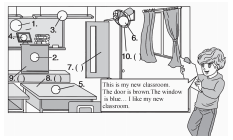 1.
3.
4.
2.
6.
10. ( )
7. ( )
9. ( )
8. ( )
5.
This is my new classroom.
The door is brown.The window
is blue… I like my new
classroom.